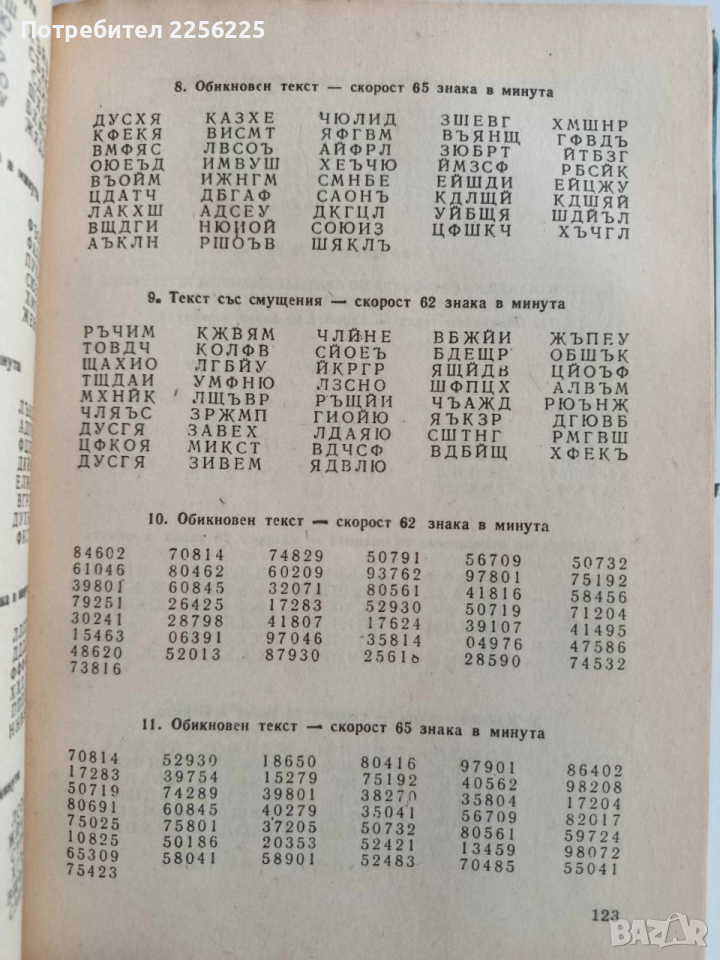 Потребител 2256225
8. Обикновен текст — скорост 65 знака в минута
ДУСХЯ КАЗХЕ ЧЮЛИД ЗШЕВГ ХМШНР
КФЕКЯ ВИСМТ ЯФГВМ ВЪЯНЩ ГФВДЪ
ВМФЯС ЛВСОЪ АЙФРЛ ЗЮБРТ ЙТБЗГ
ОЮЕЪД ИМВУШ ХЕЪЧЮ ЙМЗСФ РБСЙК
ВЪОЙМ ИЖНГМ СМНБЕ ЕЙШДИ ЕЙЦЖУ
ЦДАТЧ ДБГАФ САОНЪ КДЛЩЙ КДШЯЙ
ЛАКХШ АДСЕУ ДКГЦЛ УЙБЩЯ ШДЙЪЛ
ВЩДГИ НЮИОЙ СОЮИЗ ЦФШКЧ ХЪЧГЛ
АЪКЛН РШОЪВ ШЯКЛЪ
9. Текст със смущения — скорост 62 знака в минута
РЪЧИМ КЖВЯМ ЧЛЙНЕ ВБЖЙИ ЖЪПЕУ
ТОВДЧ КОЛФВ СЙОЕЪ БДЕЩР ОБШЪК
ЩАХИО ЛГБЙУ ЙКРГР ЯЩЙДВ ЦЙОЪФ
ТЩДАИ УМФНЮ ЛЗСНО ШФПЦХ АЛВЪМ
МХНЙК ЛЩЪВР РЪЩЙИ ЧЪАЖД РЮЪНЖ
ЧЛЯЪС ЗРЖМП ГИОЙЮ ЯЪКЗР ДГЮВБ
ДУСГЯ ЗАВЕХ ЛДАЯЮ СШТНГ РМГВШ
ЦФКОЯ МИКСТ ВДЧСФ ВДБЙЩ ХФЕКЪ
ДУСГЯ ЗИВЕМ ЯДВЛЮ
10. Обикновен текст — скорост 62 знака в минута
84602 70814 74829 50791 56709 50732
61046 80462 60209 93762 97801 75192
39801 60845 32071 80561 41816 58456
79251 26425 17283 52930 50719 71204
30241 28798 41807 17624 39107 41495
15463 06391 97046 35814 04976 47586
48620 52013 87930 25618 28590 74532
73816
11. Обикновен текст — скорост 65 знака в минута
70814 52930 18650 80416 97901 86402
17283 39754 15279 75192 40562 98208
50719 74289 39801 38270 35804 17204
80691 60845 40279 35041 56709 82017
75025 75801 37205 50732 80561 59724
10825 50186 20353 52421 13459 98072
65309 58041 58901 52483 70485 55041
75423
123
BAZAR